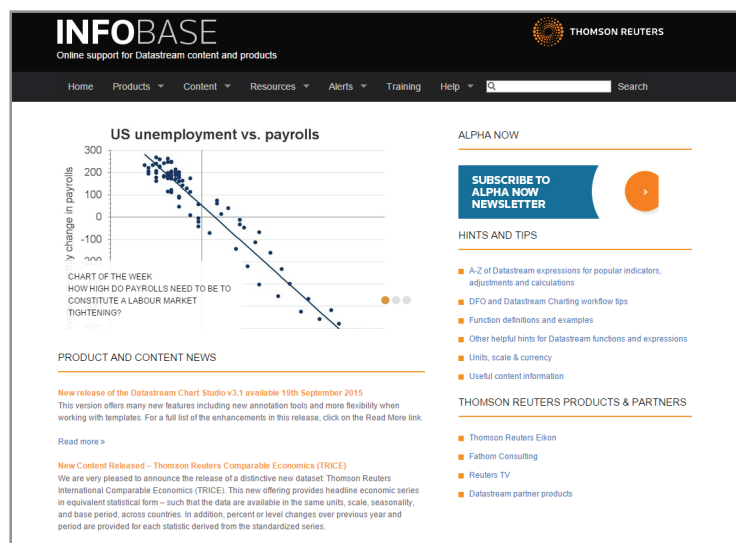 INFOBASE
Online support for Datastream content and products
THOMSON REUTERS
Home Products Content Resources Alerts Training Help Search
US unemployment vs. payrolls
300
200
100
0
-100
-200
change in payrolls
CHART OF THE WEEK
HOW HIGH DO PAYROLLS NEED TO BE TO
CONSTITUTE A LABOUR MARKET
TIGHTENING?
PRODUCT AND CONTENT NEWS
New release of the Datastream Chart Studio v3.1 available 19th September 2015
This version offers many new features including new annotation tools and more flexibility when
working with templates. For a full list of the enhancements in this release, click on the Read More link.
Read more »
New Content Released – Thomson Reuters Comparable Economics (TRICE)
We are very pleased to announce the release of a distinctive new dataset: Thomson Reuters
International Comparable Economics (TRICE). This new offering provides headline economic series
in equivalent statistical form – such that the data are available in the same units, scale, seasonality,
and base period, across countries. In addition, percent or level changes over previous year and
period are provided for each statistic derived from the standardized series.
ALPHA NOW
SUBSCRIBE TO
ALPHA NOW
NEWSLETTER
HINTS AND TIPS
A-Z of Datastream expressions for popular indicators,
adjustments and calculations
DFO and Datastream Charting workflow tips
Function definitions and examples
Other helpful hints for Datastream functions and expressions
Units, scale & currency
Useful content information
THOMSON REUTERS PRODUCTS & PARTNERS
Thomson Reuters Eikon
Fathom Consulting
Reuters TV
Datastream partner products